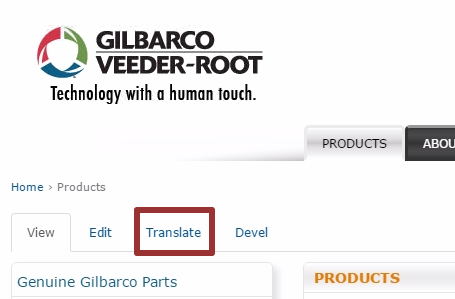 GILBARCO
VEEDER-ROOT
Technology with a human touch.
PRODUCTS ABOU
Home › Products
View Edit Translate Devel
Genuine Gilbarco Parts
PRODUCTS